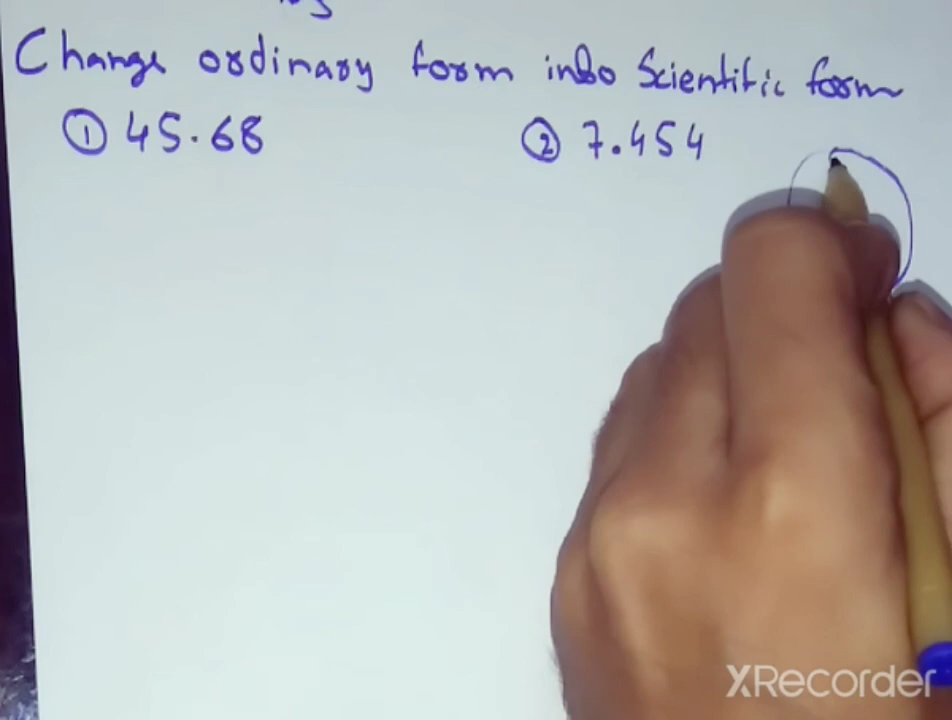 Change ordinary form into Scientific form
① 45.68 ② 7.454
XRecorder